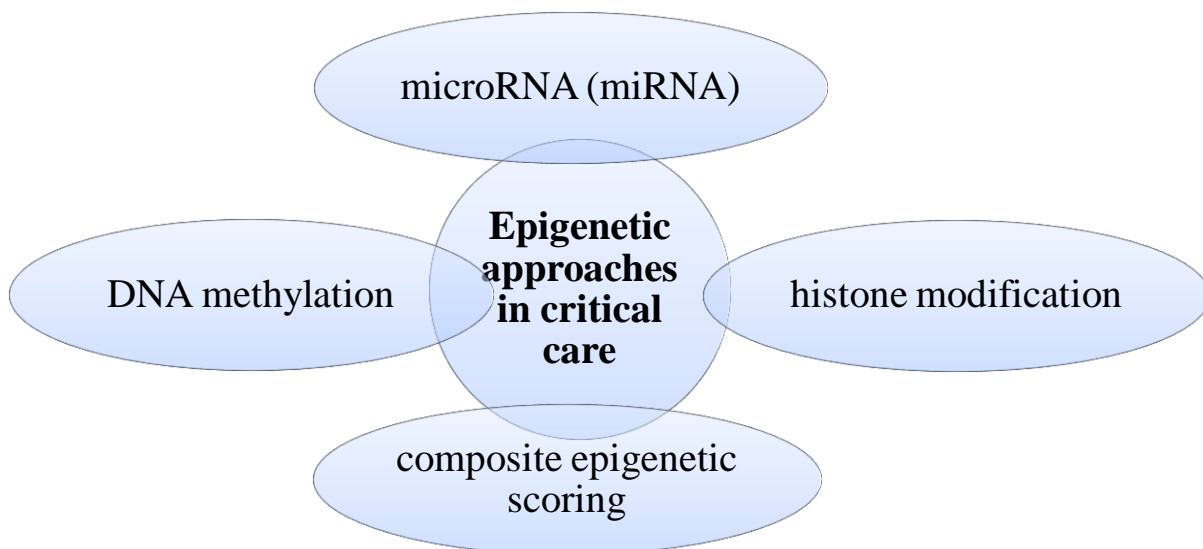 microRNA (miRNA)
Epigenetic
approaches
in critical
care
DNA methylation
histone modification
composite epigenetic
scoring